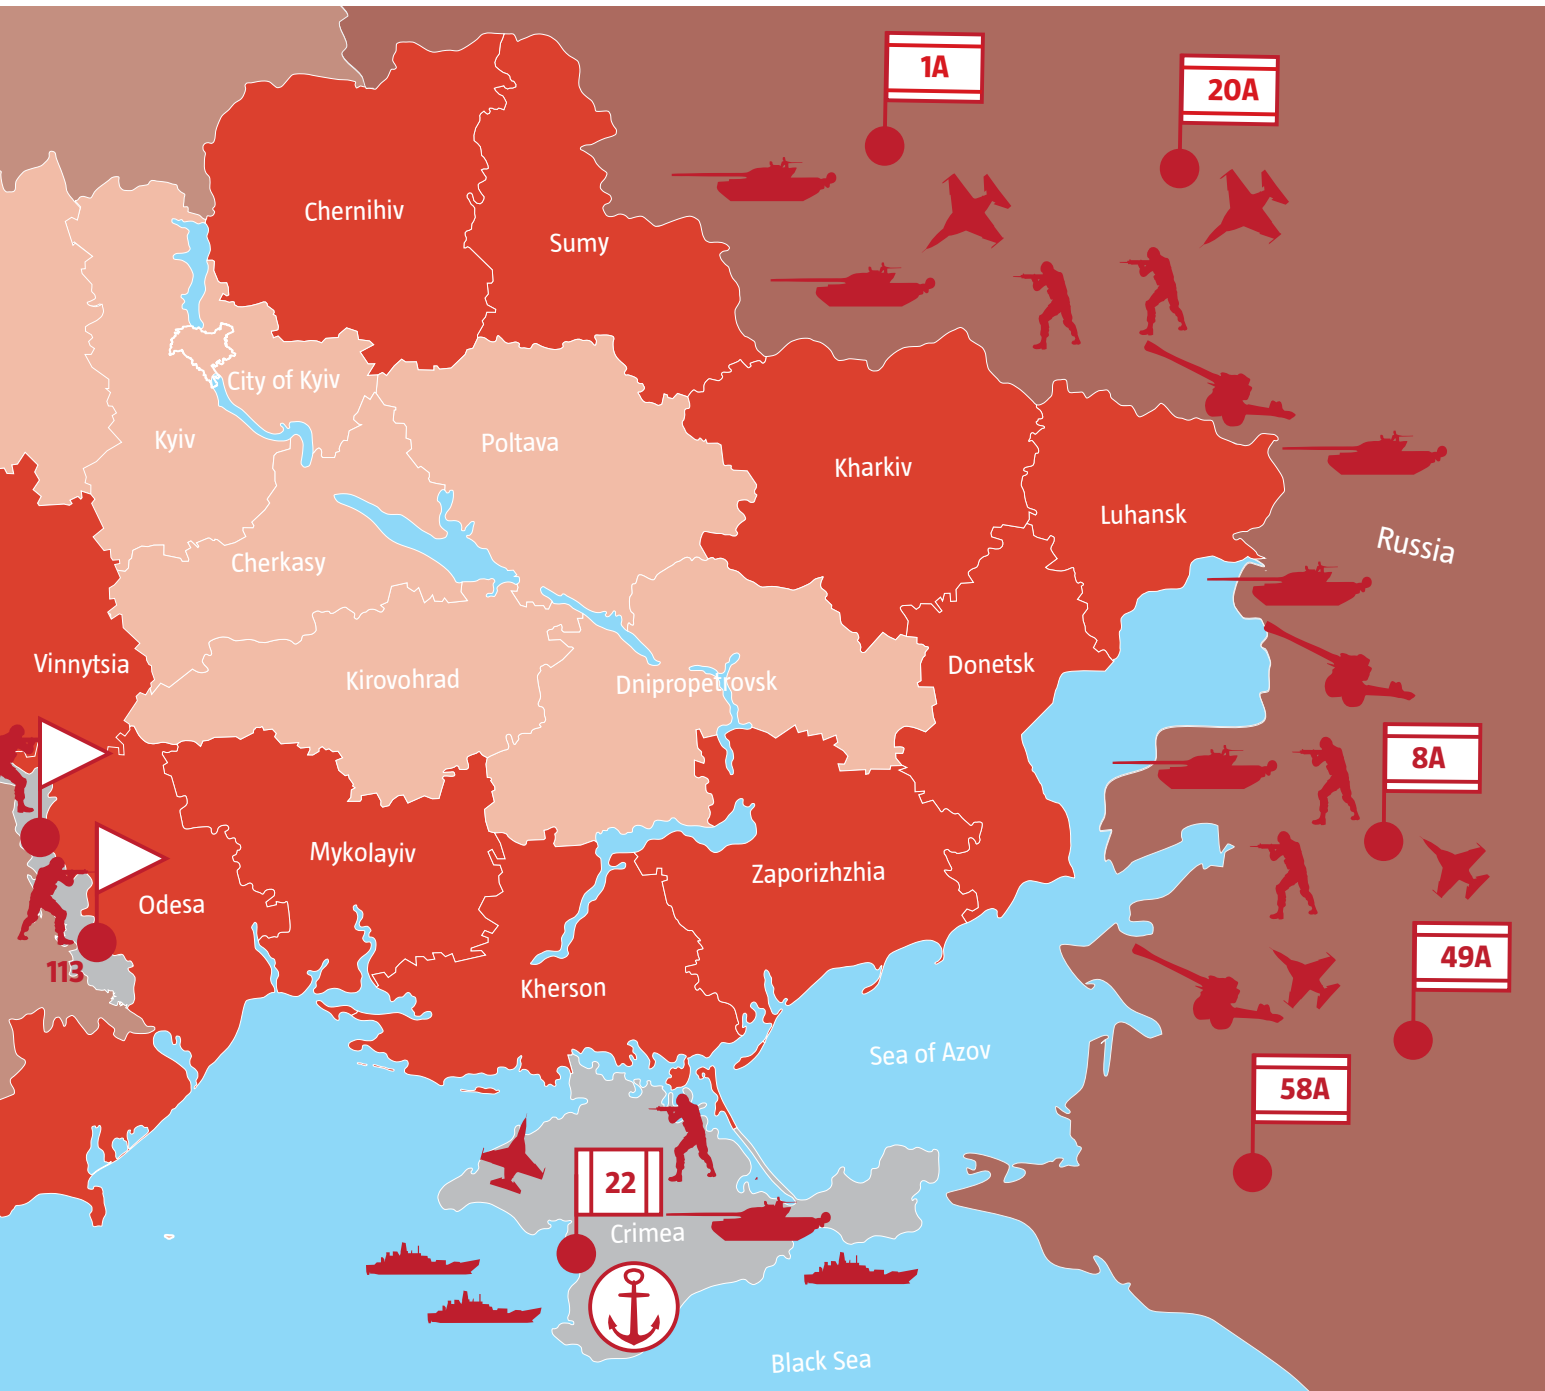 1A
20A
Chernihiv
Sumy
City of Kyiv
Kyiv
Poltava
Kharkiv
Luhansk
Russia
Cherkasy
Vinnytsia
Kirovohrad
Dnipropetrovsk
Donetsk
8A
Mykolayiv
Zaporizhzhia
Odesa
49A
113
Kherson
Sea of Azov
58A
22
Crimea
Black Sea